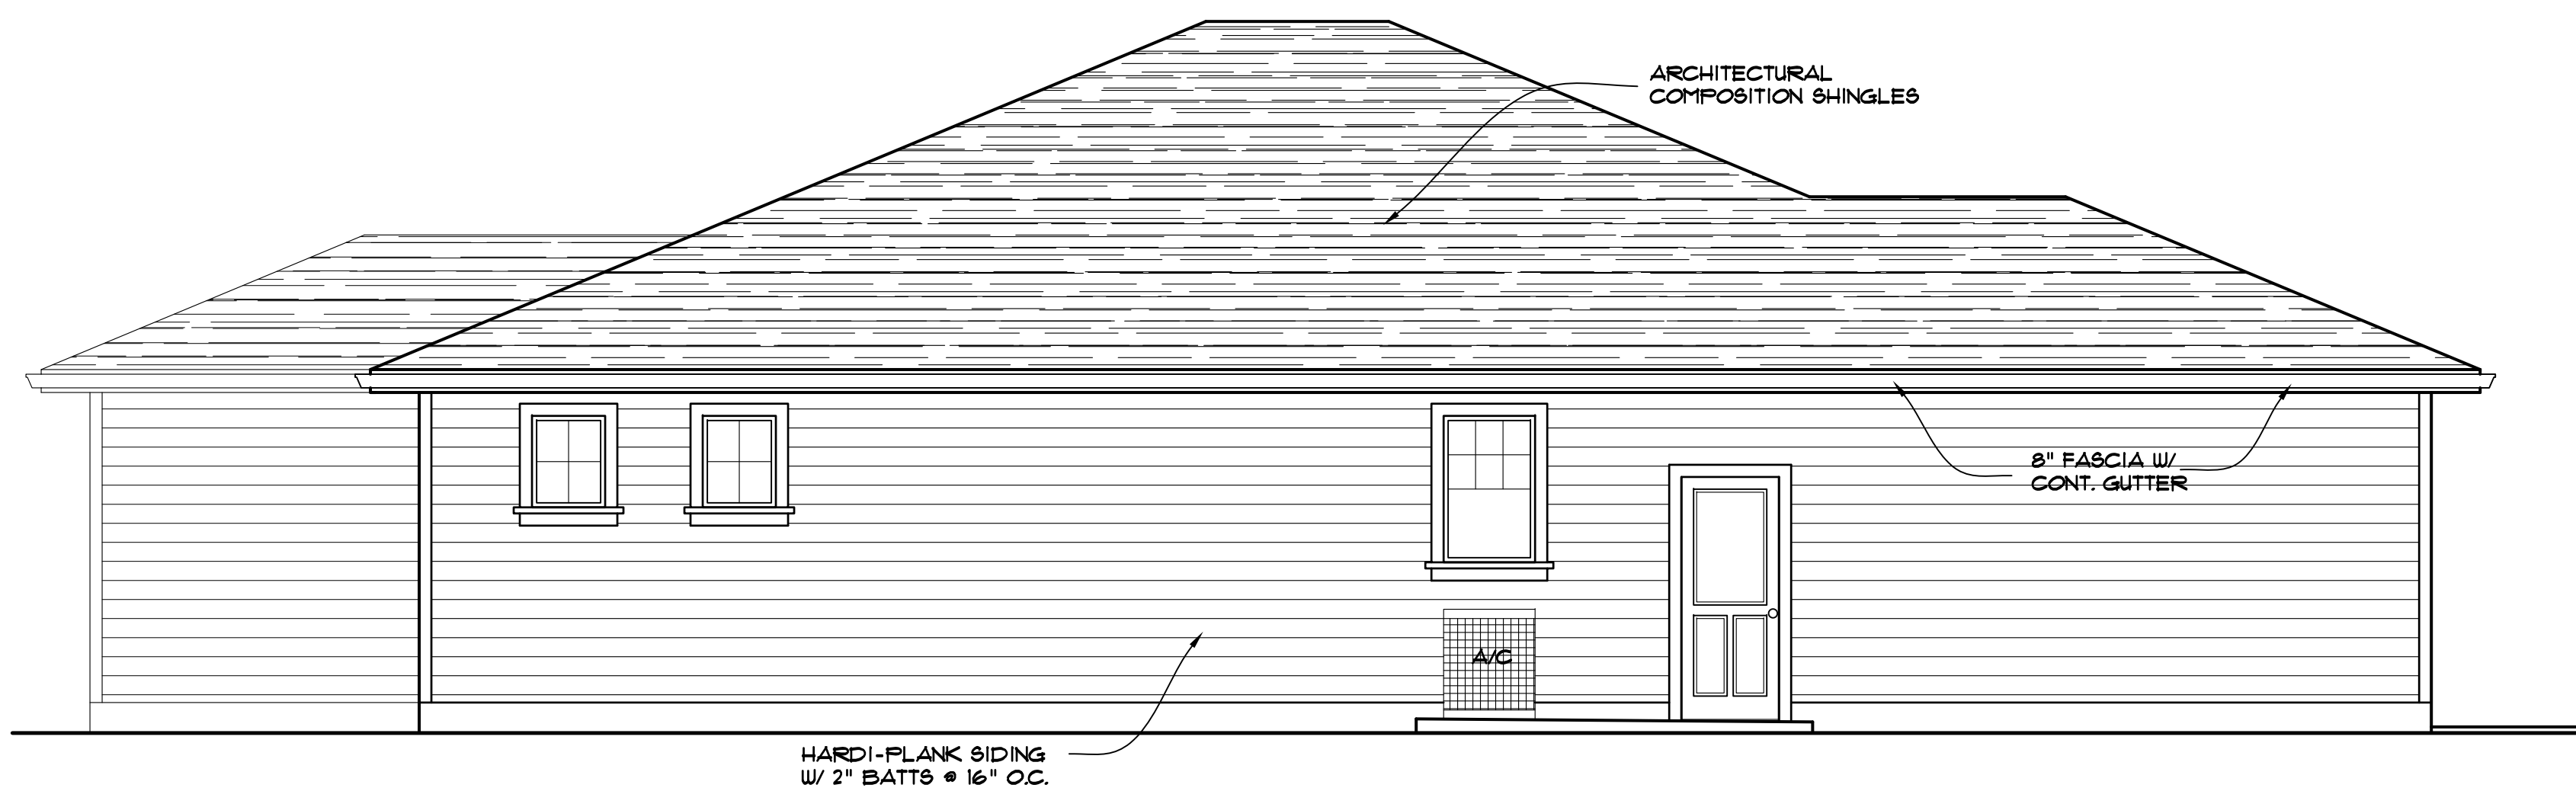 ARCHITECTURAL
COMPOSITION SHINGLES
8" FASCIA W/
CONT. GUTTER
A/C
HARDI-PLANK SIDING
W/ 2" BATTS @ 16" O.C.